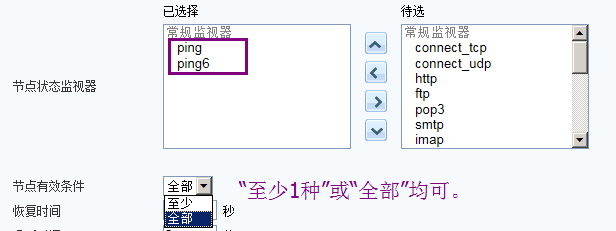 已选择
待选
常规监视器
ping
ping6
常规监视器
connect_tcp
connect_udp
http
ftp
pop3
smtp
imap
节点状态监视器
节点有效条件
全部
至少
全部
“至少1种”或“全部”均可。
恢复时间
秒